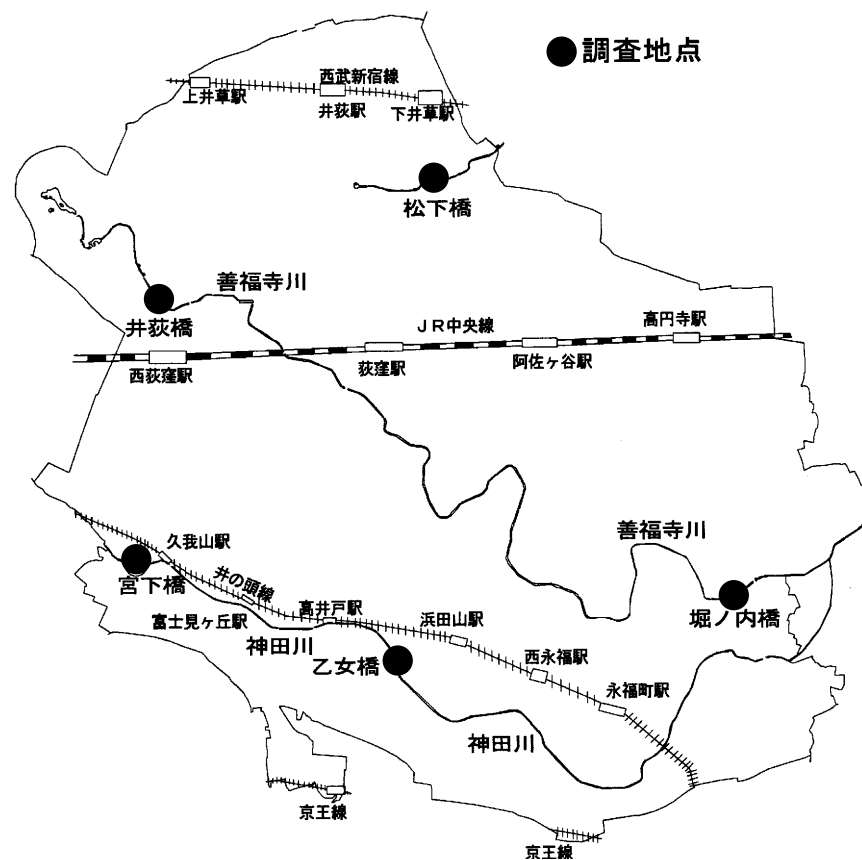 調査地点
西武新宿線
上井草駅
井荻駅
下井草駅
松下橋
善福寺川
井荻橋
JR中央線
高円寺駅
西荻窪駅
荻窪駅
阿佐ヶ谷駅
善福寺川
久我山駅
宮下橋
井の頭線
高井戸駅
浜田山駅
堀ノ内橋
富士見ヶ丘駅
神田川
乙女橋
西永福駅
永福町駅
神田川
京王線
京王線